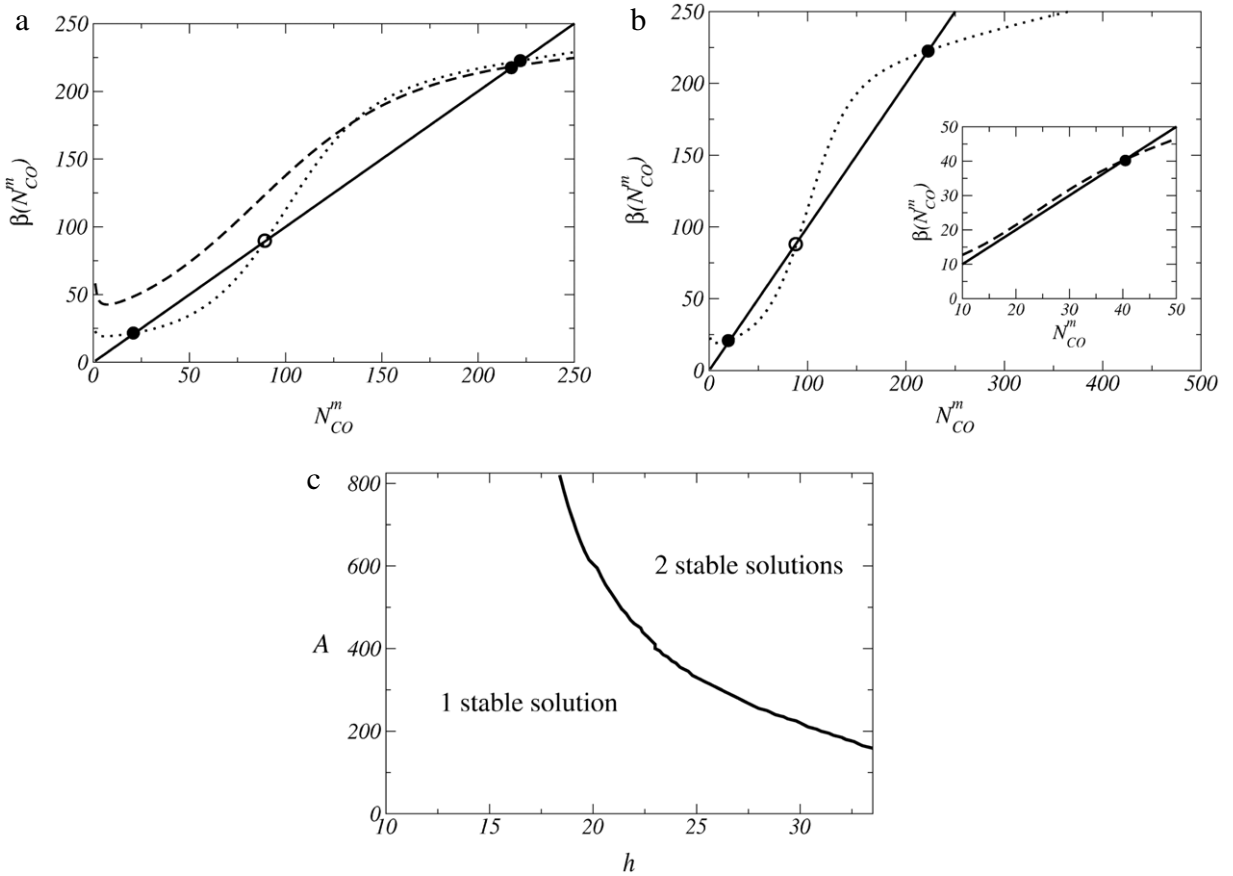 a
250
200
150
100
50
0
β(N^m_CO)
0 50 100 150 200 250
N^m_CO
b
250
200
150
100
50
0
β(N^m_CO)
0 100 200 300 400 500
N^m_CO
50
40
30
20
10
0
β(N^m_CO)
10 20 30 40 50
N^m_CO
c
800
600
400
200
0
A
2 stable solutions
1 stable solution
10 15 20 25 30
h